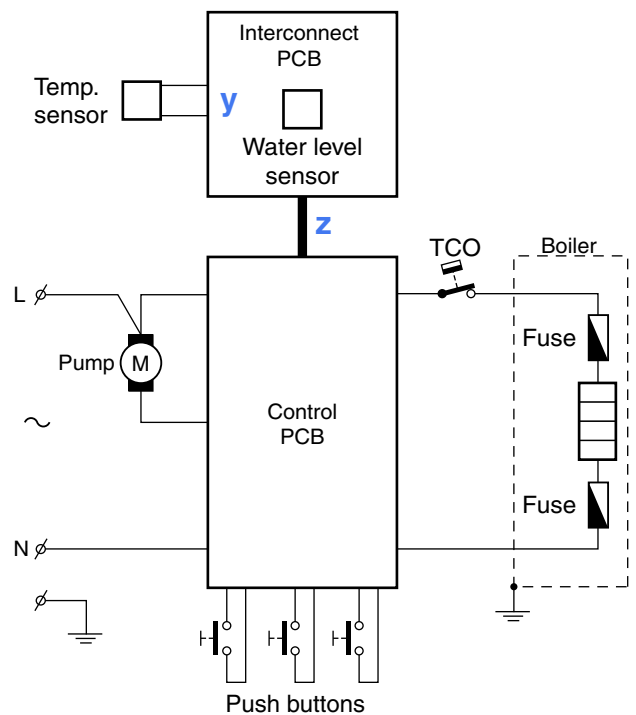 Interconnect
PCB
Temp.
sensor
y
Water level
sensor
z
TCO
Boiler
L
Fuse
Pump
M
Control
PCB
Fuse
N
Push buttons